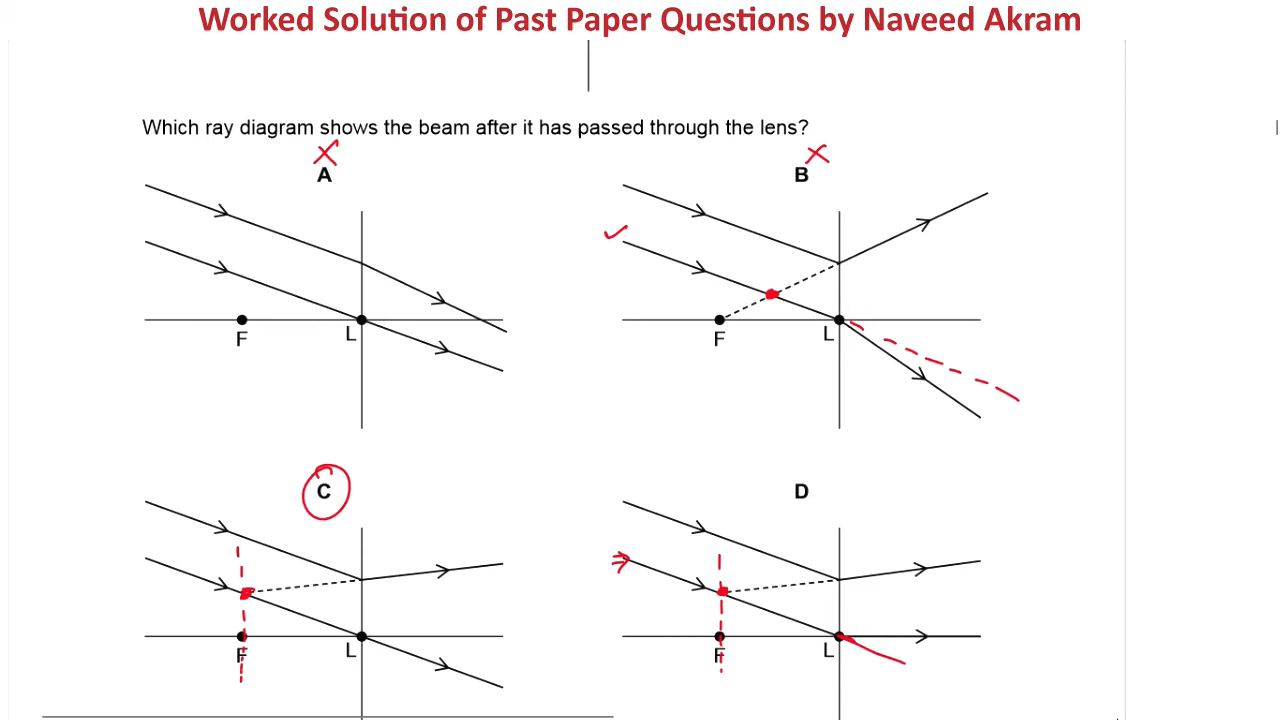 Worked Solution of Past Paper Questions by Naveed Akram
Which ray diagram shows the beam after it has passed through the lens?
A
B
F
L
F
L
C
D
F
L
F
L